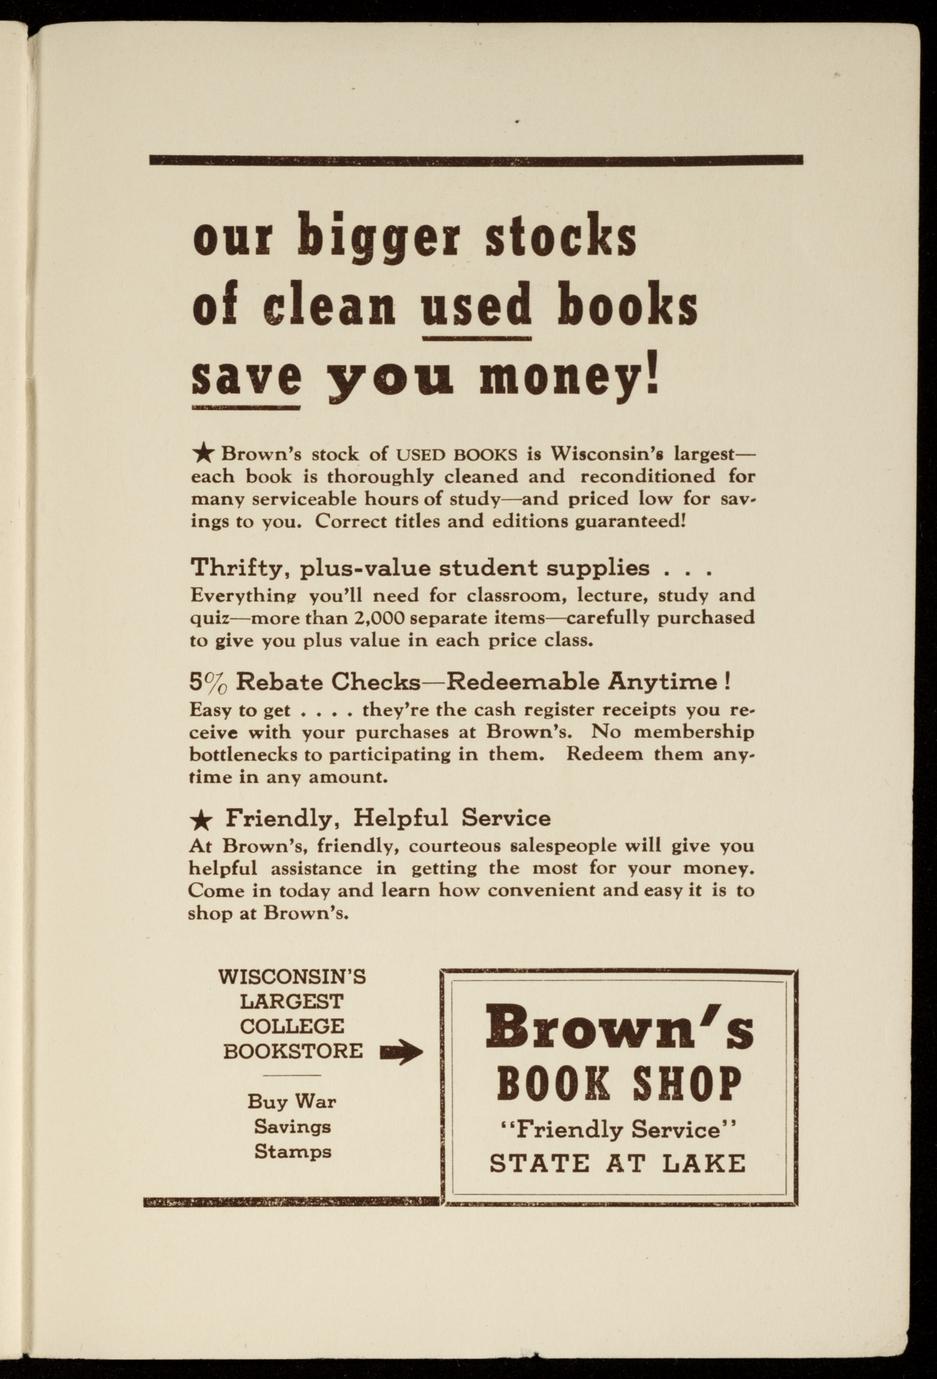 our bigger stocks
of clean used books
save you money!
★ Brown's stock of USED BOOKS is Wisconsin's largest—
each book is thoroughly cleaned and reconditioned for
many serviceable hours of study—and priced low for sav-
ings to you. Correct titles and editions guaranteed!
Thrifty, plus-value student supplies . . .
Everything you'll need for classroom, lecture, study and
quiz—more than 2,000 separate items—carefully purchased
to give you plus value in each price class.
5% Rebate Checks—Redeemable Anytime !
Easy to get . . . . they're the cash register receipts you re-
ceive with your purchases at Brown's. No membership
bottlenecks to participating in them. Redeem them any-
time in any amount.
★ Friendly, Helpful Service
At Brown's, friendly, courteous salespeople will give you
helpful assistance in getting the most for your money.
Come in today and learn how convenient and easy it is to
shop at Brown's.
WISCONSIN'S
LARGEST
COLLEGE
BOOKSTORE
Buy War
Savings
Stamps
Brown's
BOOK SHOP
"Friendly Service"
STATE AT LAKE